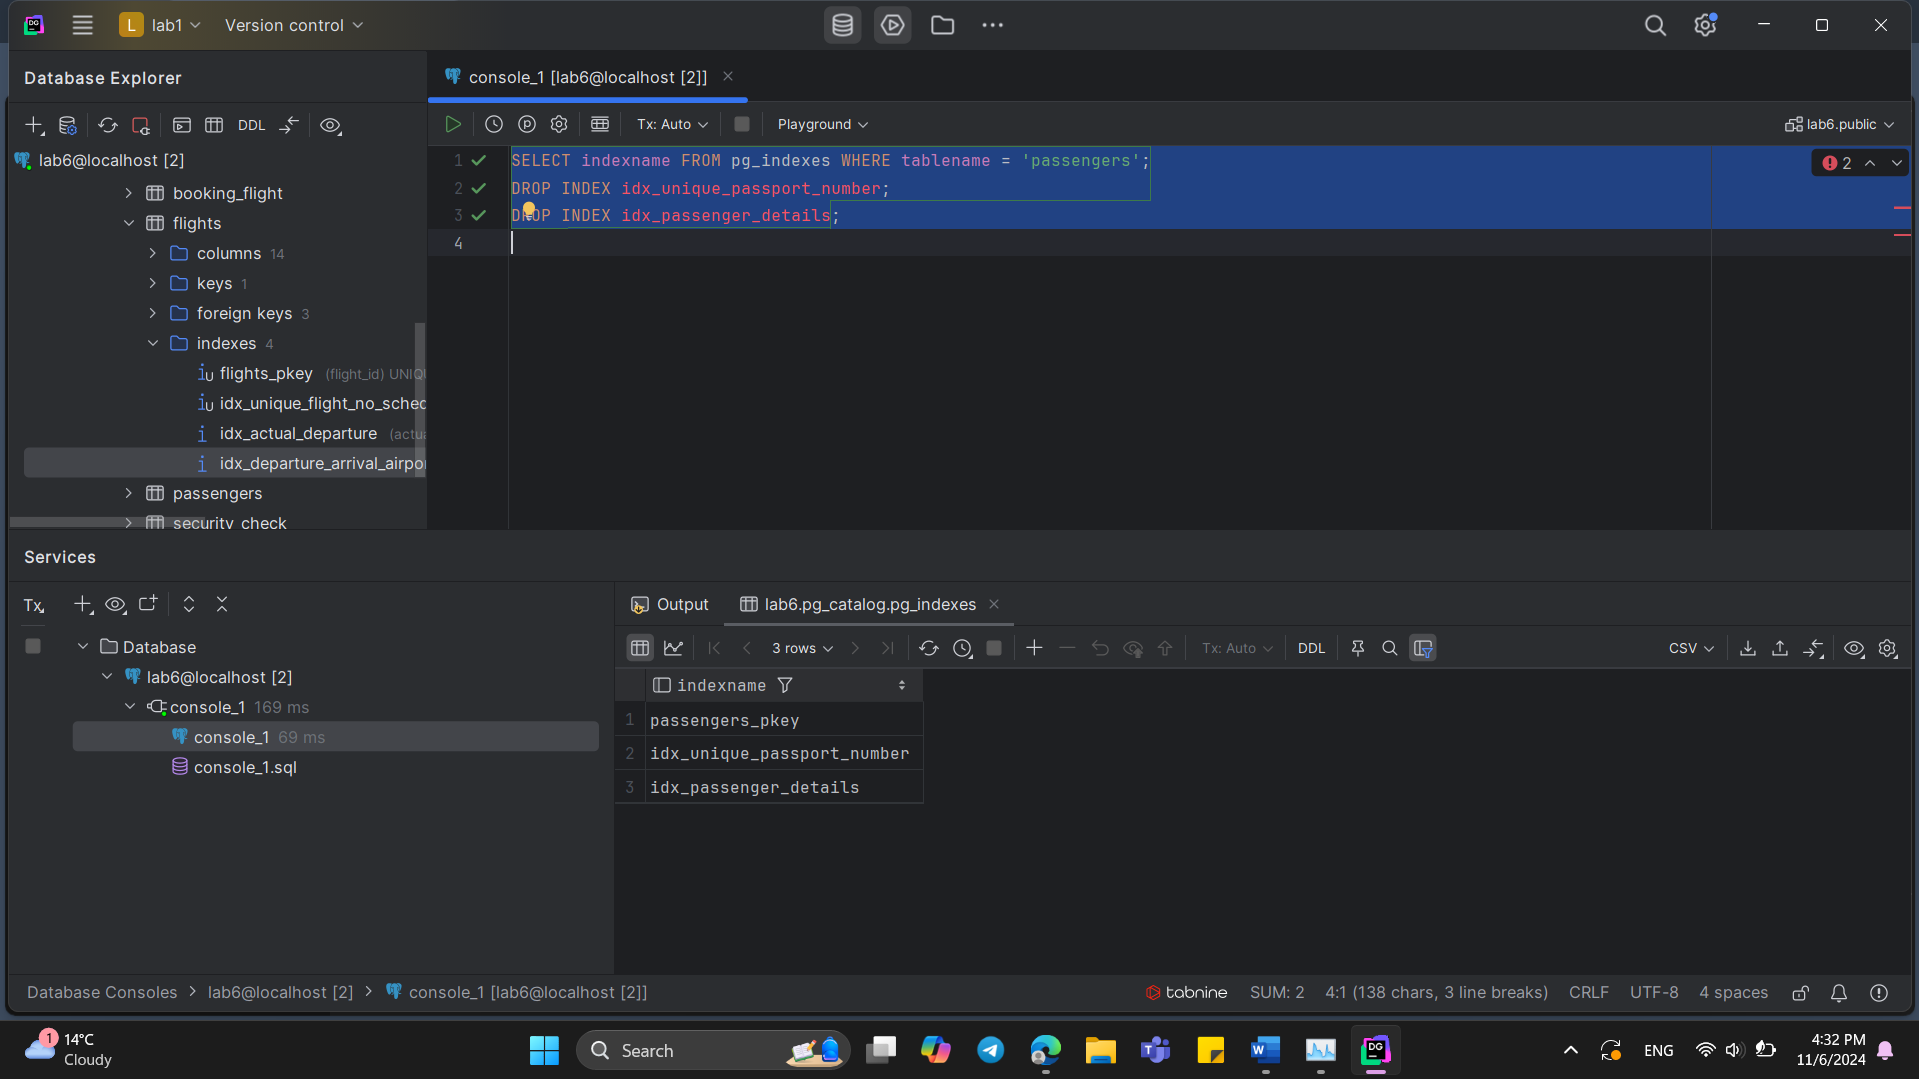 L lab1 Version control
Database Explorer
console_1 [lab6@localhost [2]]
DDL
Tx: Auto Playground lab6.public
lab6@localhost [2]
booking_flight
flights
columns 14
keys 1
foreign keys 3
indexes 4
flights_pkey (flight_id) UNIQU
idx_unique_flight_no_sched
idx_actual_departure (actua
idx_departure_arrival_airpor
passengers
security_check
1 SELECT indexname FROM pg_indexes WHERE tablename = 'passengers';
2 DROP INDEX idx_unique_passport_number;
3 DROP INDEX idx_passenger_details;
4
2
Services
Tx
Database
lab6@localhost [2]
console_1 169 ms
console_1 69 ms
console_1.sql
Output lab6.pg_catalog.pg_indexes
3 rows Tx: Auto DDL CSV
indexname
1 passengers_pkey
2 idx_unique_passport_number
3 idx_passenger_details
Database Consoles > lab6@localhost [2] > console_1 [lab6@localhost [2]]
tabnine SUM: 2 4:1 (138 chars, 3 line breaks) CRLF UTF-8 4 spaces
1 14°C
Cloudy
Search
ENG
4:32 PM
11/6/2024